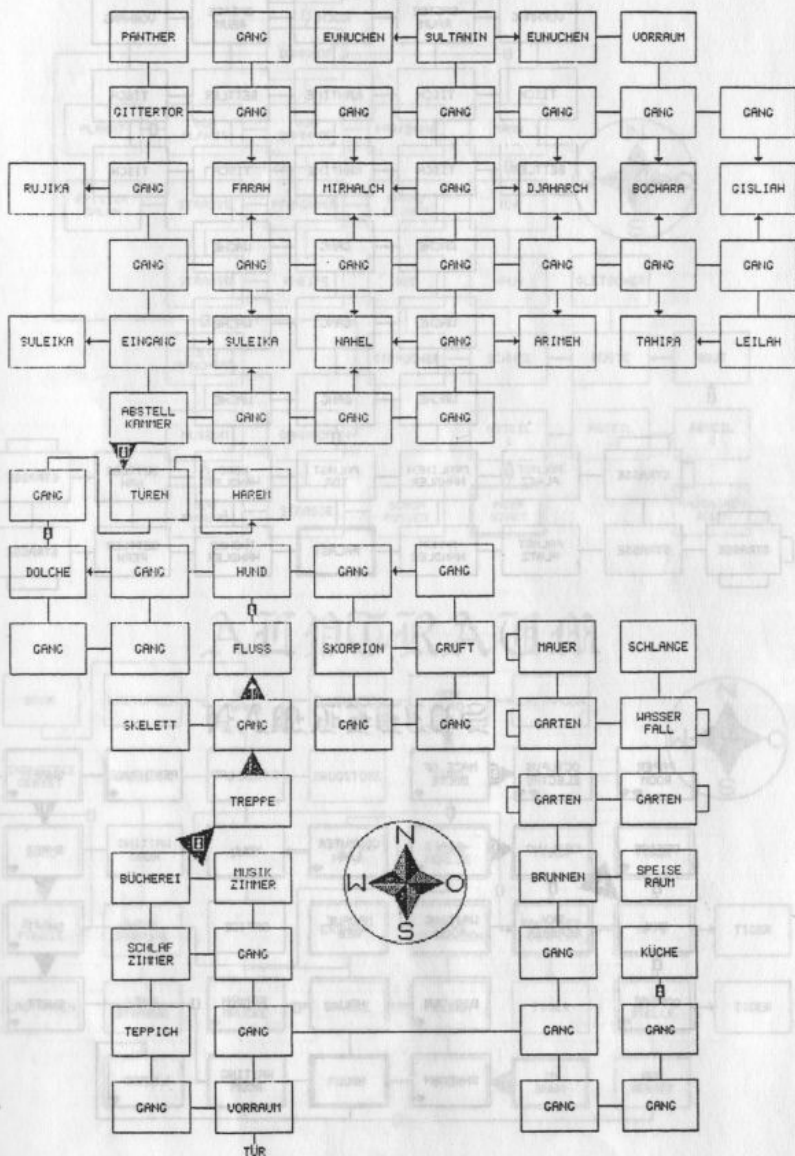 PANTHER GANG EUNUCHEN SULTANIN EUNUCHEN VORRAUM
GITTERTOR GANG GANG GANG GANG GANG GANG
RUJIKA GANG FARAH MIRHALCH GANG DJAHARCH BOCHARA GISLIAH
GANG GANG GANG GANG GANG GANG GANG
SULEIKA EINGANG SULEIKA NAHEL GANG ARIMEH TAHIRA LEILAH
ABSTELL
KAMMER GANG GANG GANG
GANG TÜREN HAREM
DOLCHE GANG HUND GANG GANG
GANG GANG FLUSS SKORPION GRUFT MAUER SCHLANGE
SKELETT GANG GANG GANG GARTEN WASSER
FALL
TREPPE GARTEN GARTEN
N
BÜCHEREI MUSIK
ZIMMER W O BRUNNEN SPEISE
RAUM
S
SCHLAF
ZIMMER GANG GANG KÜCHE
TEPPICH GANG GANG GANG
GANG VORRAUM GANG GANG
TÜR